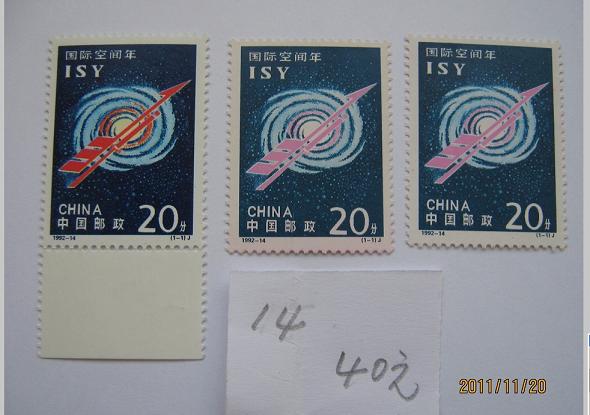 国际空间年
ISY
CHINA
中国邮政
20分
1992-14
(1-1)J
国际空间年
ISY
CHINA
中国邮政
20分
1992-14
(1-1)J
国际空间年
ISY
CHINA
中国邮政
20分
1992-14
(1-1)J
14
40元
2011/11/20